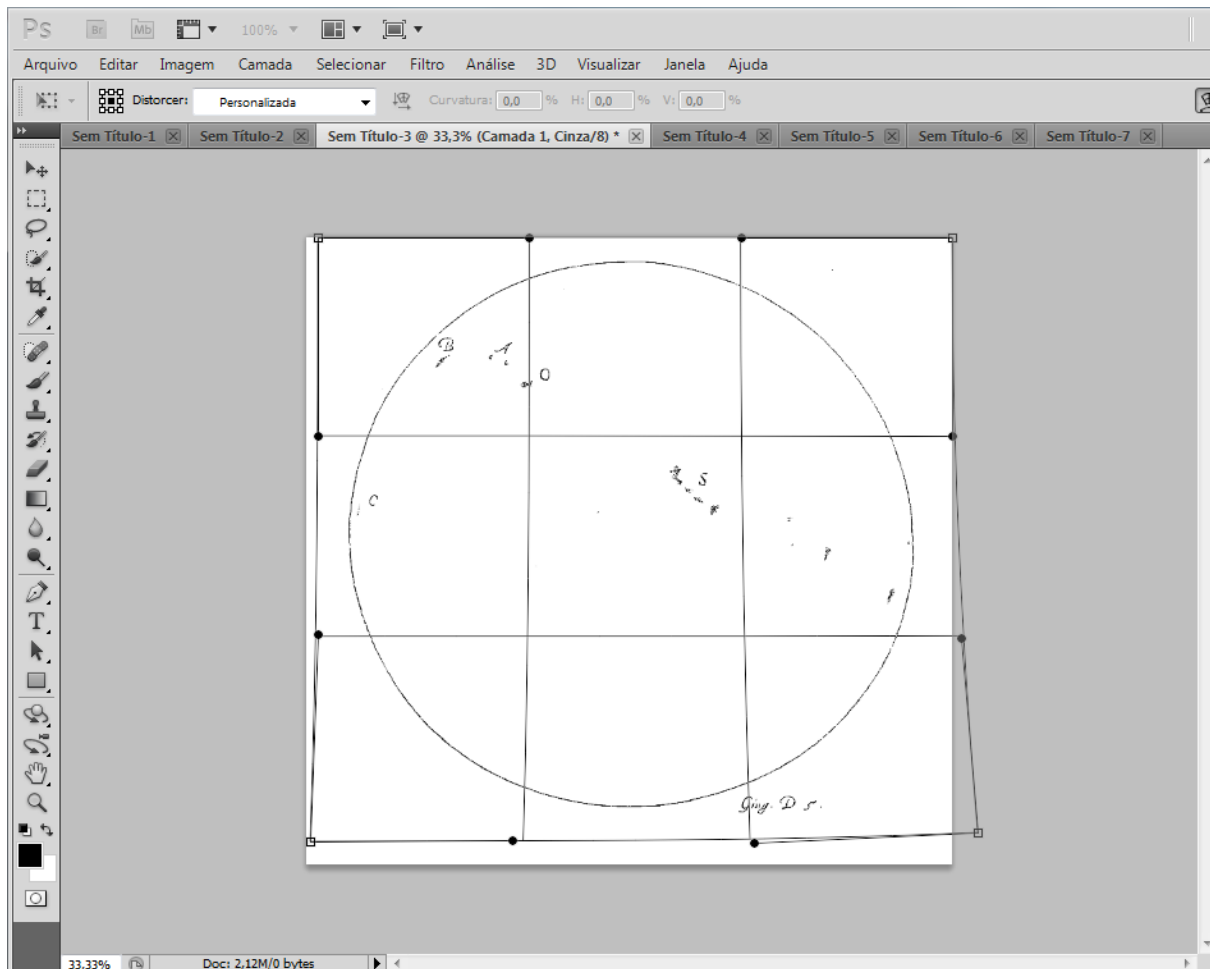 Ps Br Mb 100%
Arquivo Editar Imagem Camada Selecionar Filtro Análise 3D Visualizar Janela Ajuda
Distorcer: Personalizada Curvatura: 0,0 % H: 0,0 % V: 0,0 %
Sem Título-1 Sem Título-2 Sem Título-3 @ 33,3% (Camada 1, Cinza/8) * Sem Título-4 Sem Título-5 Sem Título-6 Sem Título-7
B A
O
S
C
T
Ging. D 5.
33,33% Doc: 2,12M/0 bytes